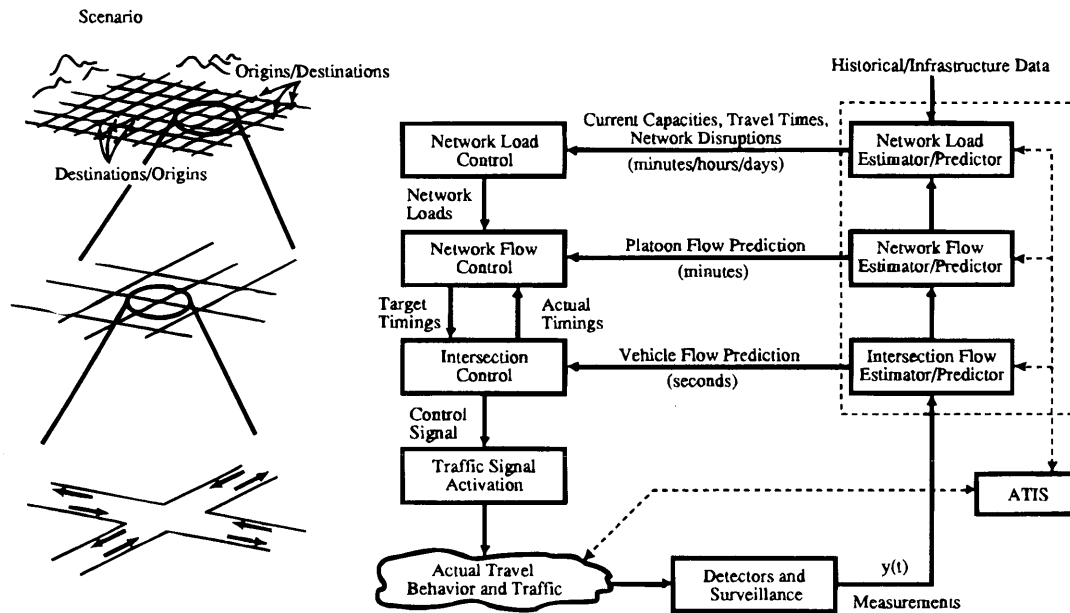 Scenario
Origins/Destinations
Destinations/Origins
Historical/Infrastructure Data
Network Load
Control
Current Capacities, Travel Times,
Network Disruptions
(minutes/hours/days)
Network Load
Estimator/Predictor
Network
Loads
Network Flow
Control
Platoon Flow Prediction
(minutes)
Network Flow
Estimator/Predictor
Target
Timings
Actual
Timings
Intersection
Control
Vehicle Flow Prediction
(seconds)
Intersection Flow
Estimator/Predictor
Control
Signal
Traffic Signal
Activation
ATIS
Actual Travel
Behavior and Traffic
Detectors and
Surveillance
y(t)
Measurements